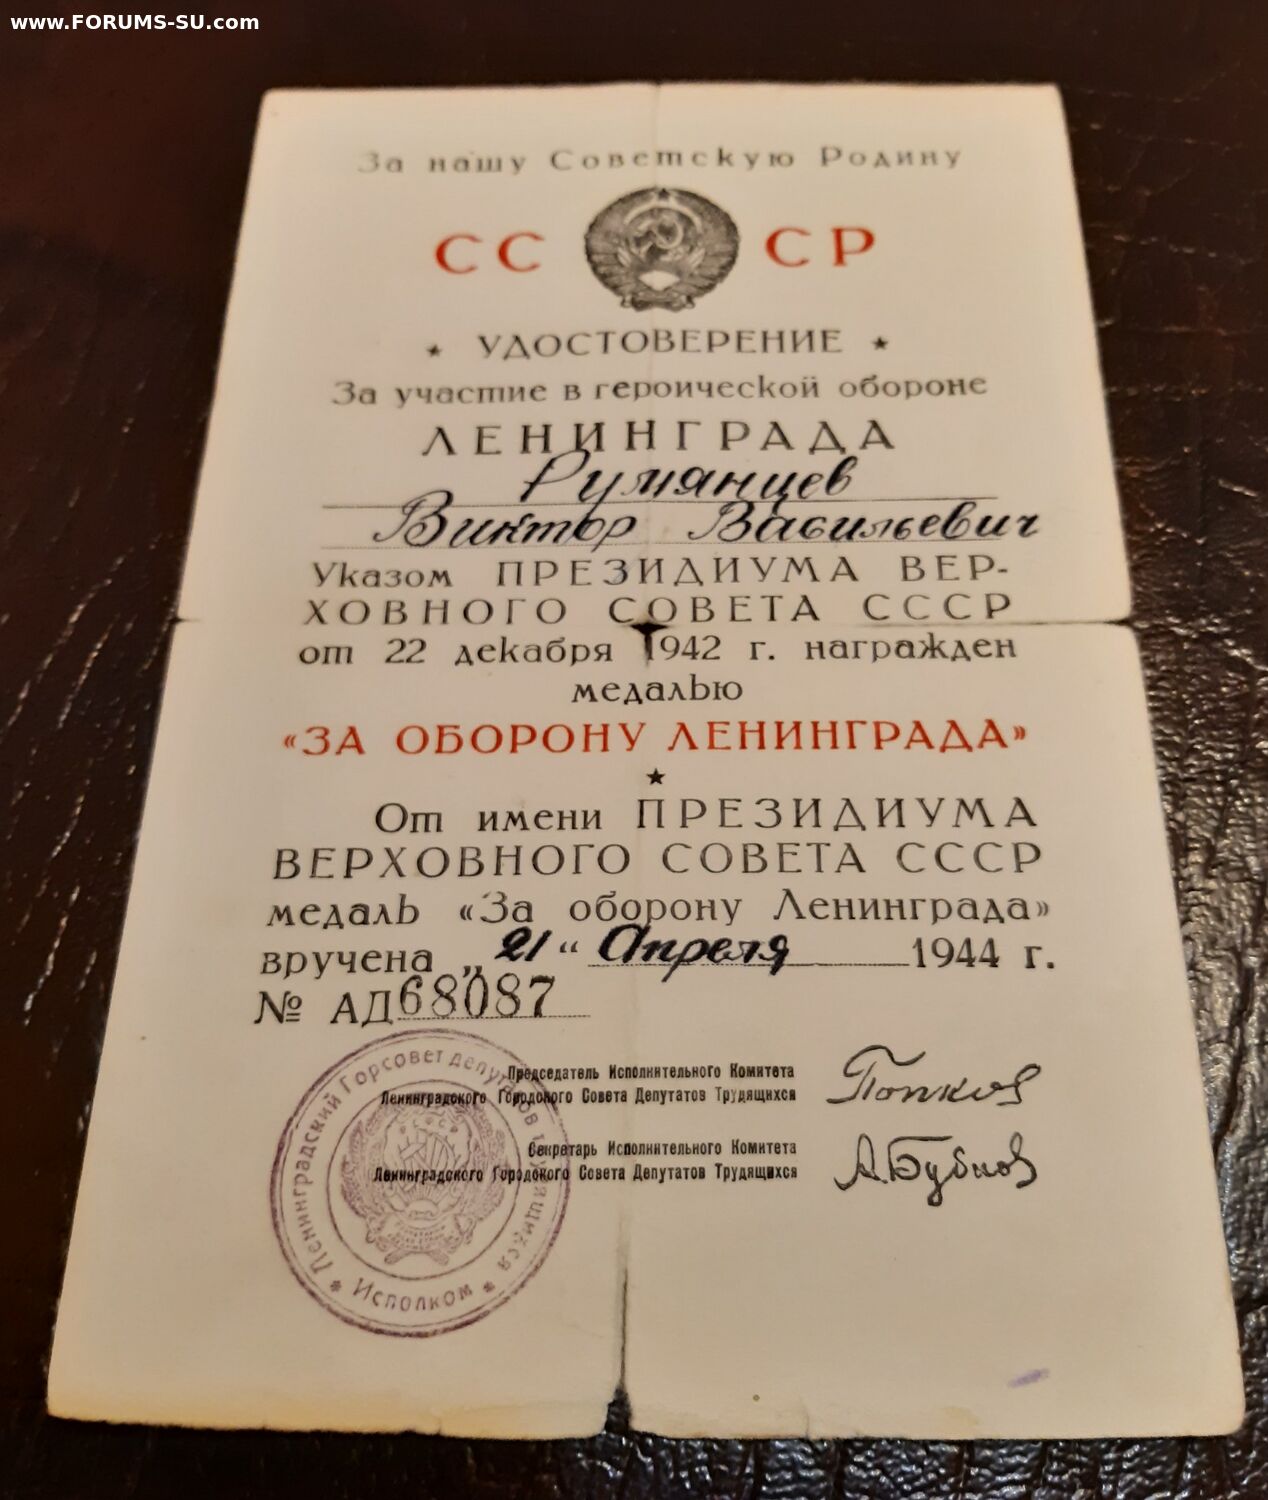 www.FORUMS-SU.com
За нашу Советскую Родину
СС СР
★ УДОСТОВЕРЕНИЕ ★
За участие в героической обороне
ЛЕНИНГРАДА
Румянцев
Виктор Васильевич
Указом ПРЕЗИДИУМА ВЕР-
ХОВНОГО СОВЕТА СССР
от 22 декабря 1942 г. награжден
медалью
«ЗА ОБОРОНУ ЛЕНИНГРАДА»
★
От имени ПРЕЗИДИУМА
ВЕРХОВНОГО СОВЕТА СССР
медаль «За оборону Ленинграда»
вручена „21“ Апреля 1944 г.
№ АД 68087
Председатель Исполнительного Комитета
Ленинградского Городского Совета Депутатов Трудящихся
Попков
Секретарь Исполнительного Комитета
Ленинградского Городского Совета Депутатов Трудящихся
А.Бубнов
Ленинградский Горсовет депутатов трудящихся
* Исполком *